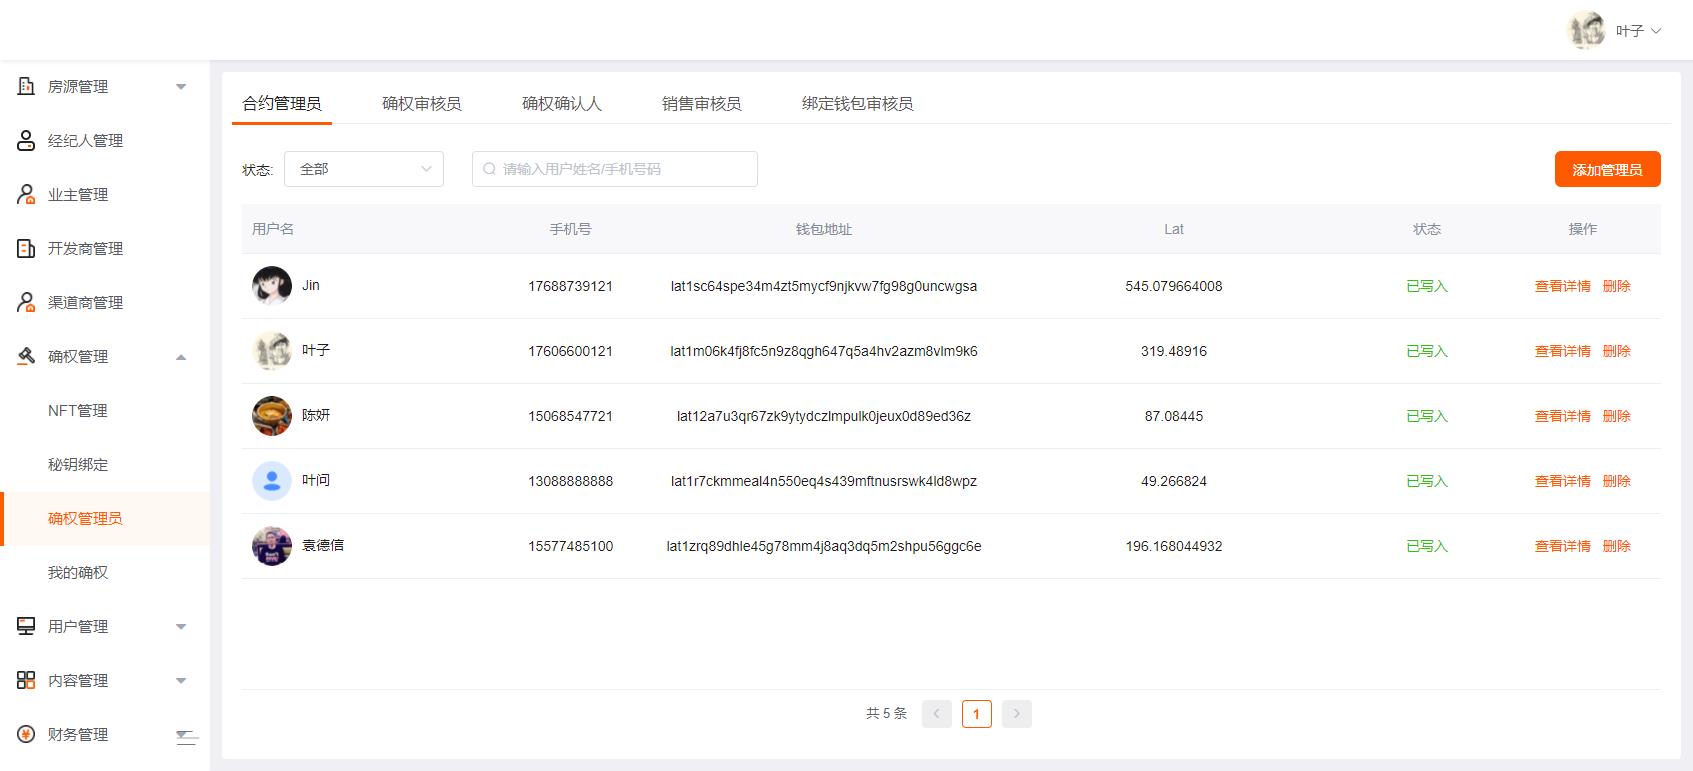 叶子
房源管理
经纪人管理
业主管理
开发商管理
渠道商管理
确权管理
NFT管理
秘钥绑定
确权管理员
我的确权
用户管理
内容管理
财务管理
合约管理员 确权审核员 确权确认人 销售审核员 绑定钱包审核员
状态: 全部 请输入用户姓名/手机号码 添加管理员
用户名 手机号 钱包地址 Lat 状态 操作
Jin 17688739121 lat1sc64spe34m4zt5mycf9njkvw7fg98g0uncwgsa 545.079664008 已写入 查看详情 删除
叶子 17606600121 lat1m06k4fj8fc5n9z8qgh647q5a4hv2azm8vlm9k6 319.48916 已写入 查看详情 删除
陈妍 15068547721 lat12a7u3qr67zk9ytydczlmpulk0jeux0d89ed36z 87.08445 已写入 查看详情 删除
叶问 13088888888 lat1r7ckmmeal4n550eq4s439mftnusrswk4ld8wpz 49.266824 已写入 查看详情 删除
袁德信 15577485100 lat1zrq89dhle45g78mm4j8aq3dq5m2shpu56ggc6e 196.168044932 已写入 查看详情 删除
共 5 条 1